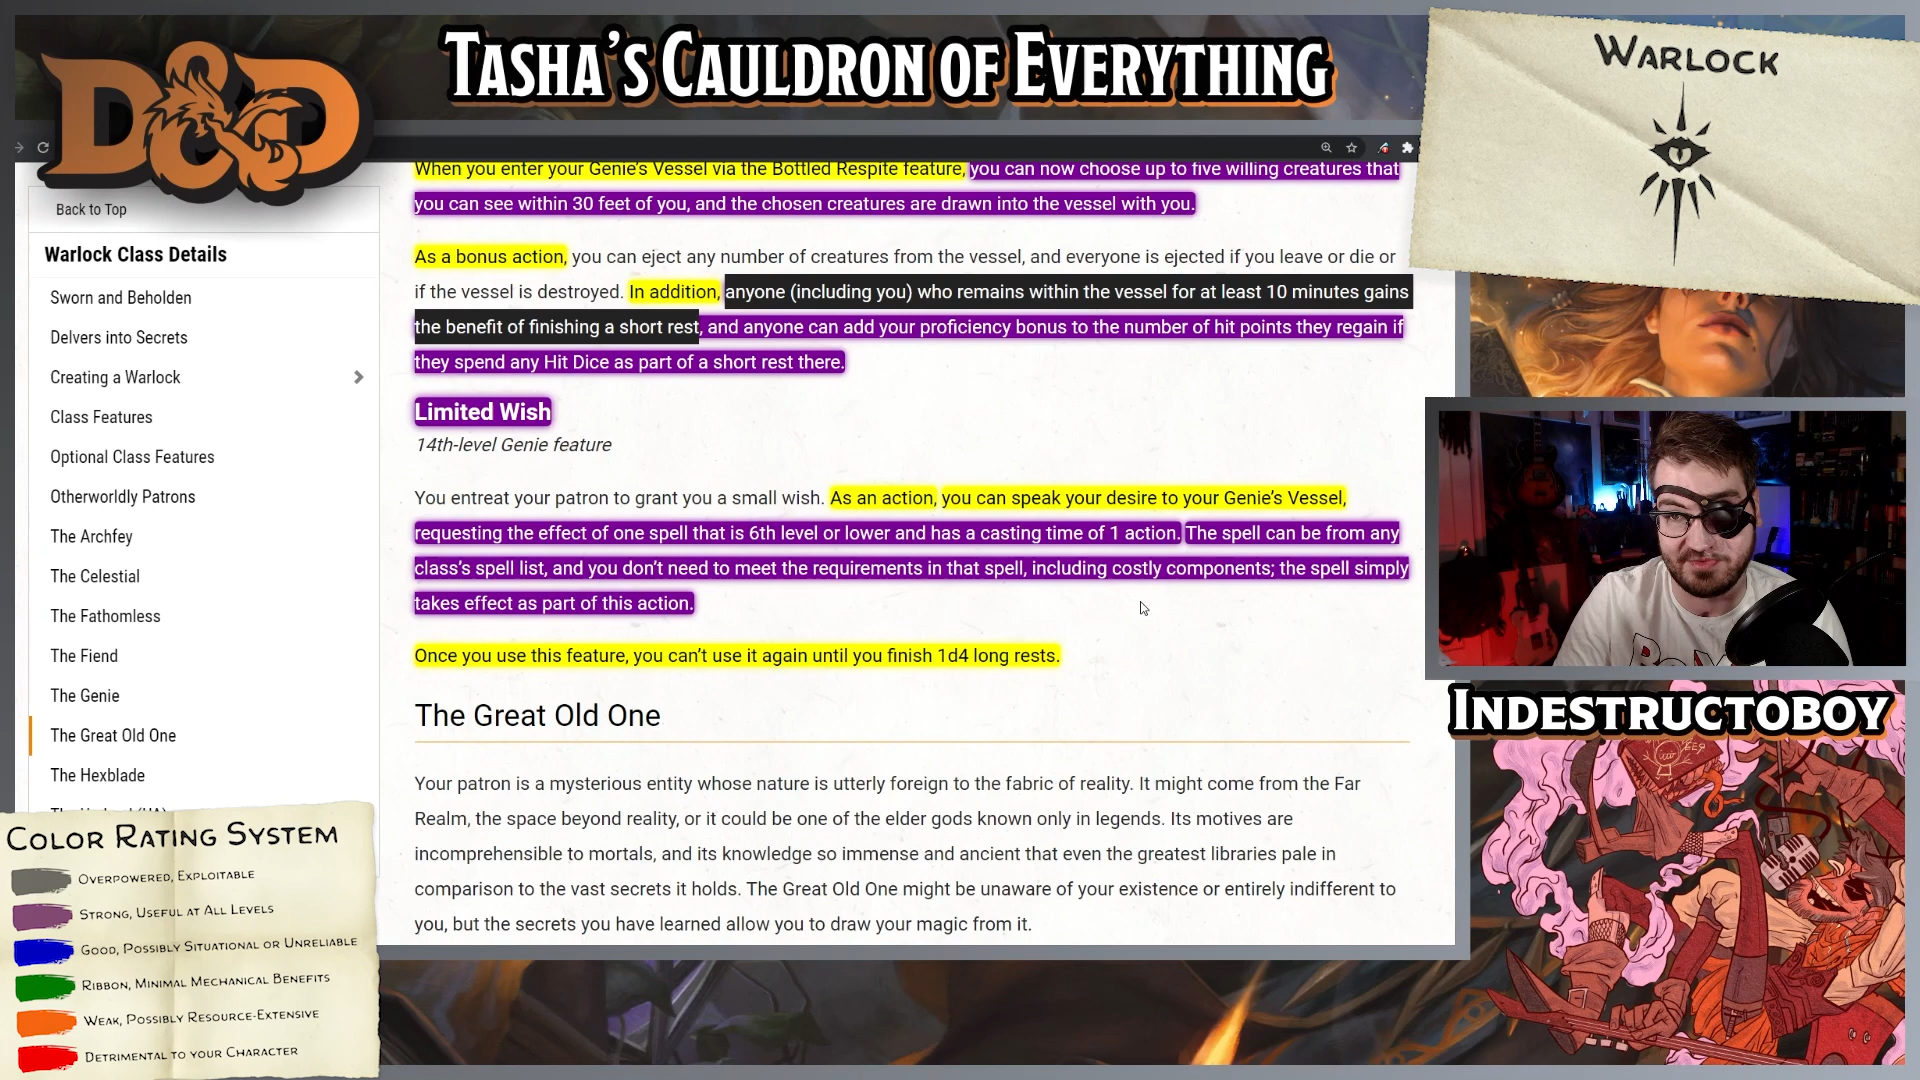 D&D
TASHA'S CAULDRON OF EVERYTHING
WARLOCK
Back to Top
Warlock Class Details
Sworn and Beholden
Delvers into Secrets
Creating a Warlock
Class Features
Optional Class Features
Otherworldly Patrons
The Archfey
The Celestial
The Fathomless
The Fiend
The Genie
The Great Old One
The Hexblade
When you enter your Genie's Vessel via the Bottled Respite feature, you can now choose up to five willing creatures that
you can see within 30 feet of you, and the chosen creatures are drawn into the vessel with you.
As a bonus action, you can eject any number of creatures from the vessel, and everyone is ejected if you leave or die or
if the vessel is destroyed. In addition, anyone (including you) who remains within the vessel for at least 10 minutes gains
the benefit of finishing a short rest, and anyone can add your proficiency bonus to the number of hit points they regain if
they spend any Hit Dice as part of a short rest there.
Limited Wish
14th-level Genie feature
You entreat your patron to grant you a small wish. As an action, you can speak your desire to your Genie's Vessel,
requesting the effect of one spell that is 6th level or lower and has a casting time of 1 action. The spell can be from any
class's spell list, and you don't need to meet the requirements in that spell, including costly components; the spell simply
takes effect as part of this action.
Once you use this feature, you can't use it again until you finish 1d4 long rests.
The Great Old One
Your patron is a mysterious entity whose nature is utterly foreign to the fabric of reality. It might come from the Far
Realm, the space beyond reality, or it could be one of the elder gods known only in legends. Its motives are
incomprehensible to mortals, and its knowledge so immense and ancient that even the greatest libraries pale in
comparison to the vast secrets it holds. The Great Old One might be unaware of your existence or entirely indifferent to
you, but the secrets you have learned allow you to draw your magic from it.
INDESTRUCTOBOY
COLOR RATING SYSTEM
OVERPOWERED, EXPLOITABLE
STRONG, USEFUL AT ALL LEVELS
GOOD, POSSIBLY SITUATIONAL OR UNRELIABLE
RIBBON, MINIMAL MECHANICAL BENEFITS
WEAK, POSSIBLY RESOURCE-EXTENSIVE
DETRIMENTAL TO YOUR CHARACTER